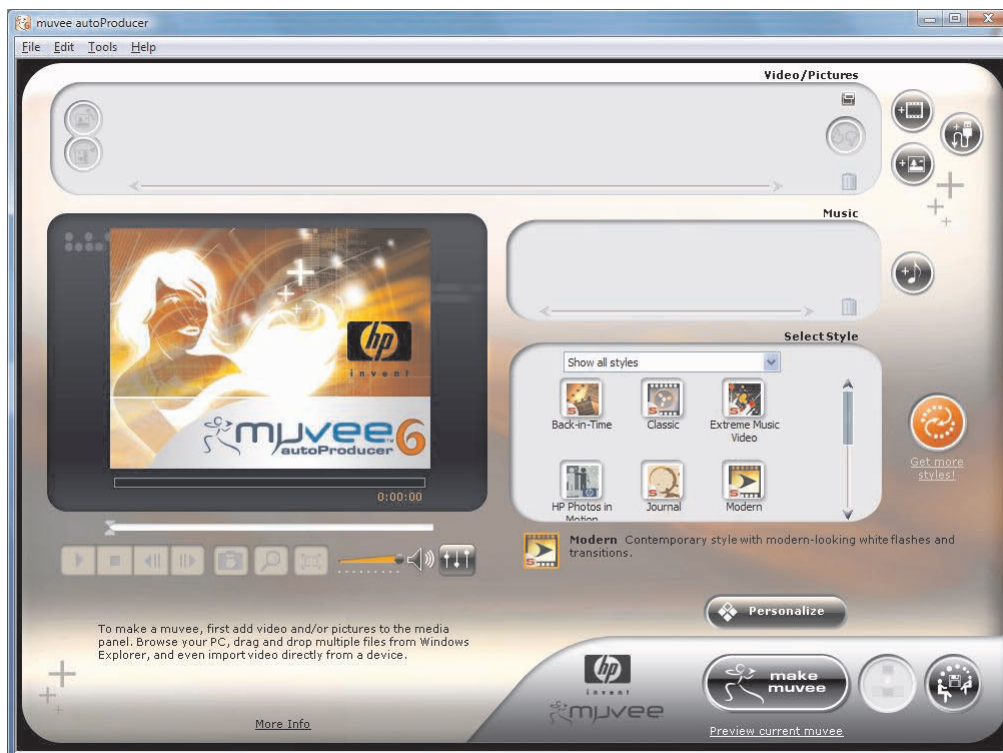 muvee autoProducer
File Edit Tools Help
Video/Pictures
Music
Select Style
Show all styles
Back-in-Time
Classic
Extreme Music
Video
HP Photos in
Motion
Journal
Modern
Get more
styles!
Modern Contemporary style with modern-looking white flashes and
transitions.
hp
invent
muvee 6
autoProducer
0:00:00
To make a muvee, first add video and/or pictures to the media
panel. Browse your PC, drag and drop multiple files from Windows
Explorer, and even import video directly from a device.
More Info
Personalize
hp
invent
muvee
make
muvee
Preview current muvee